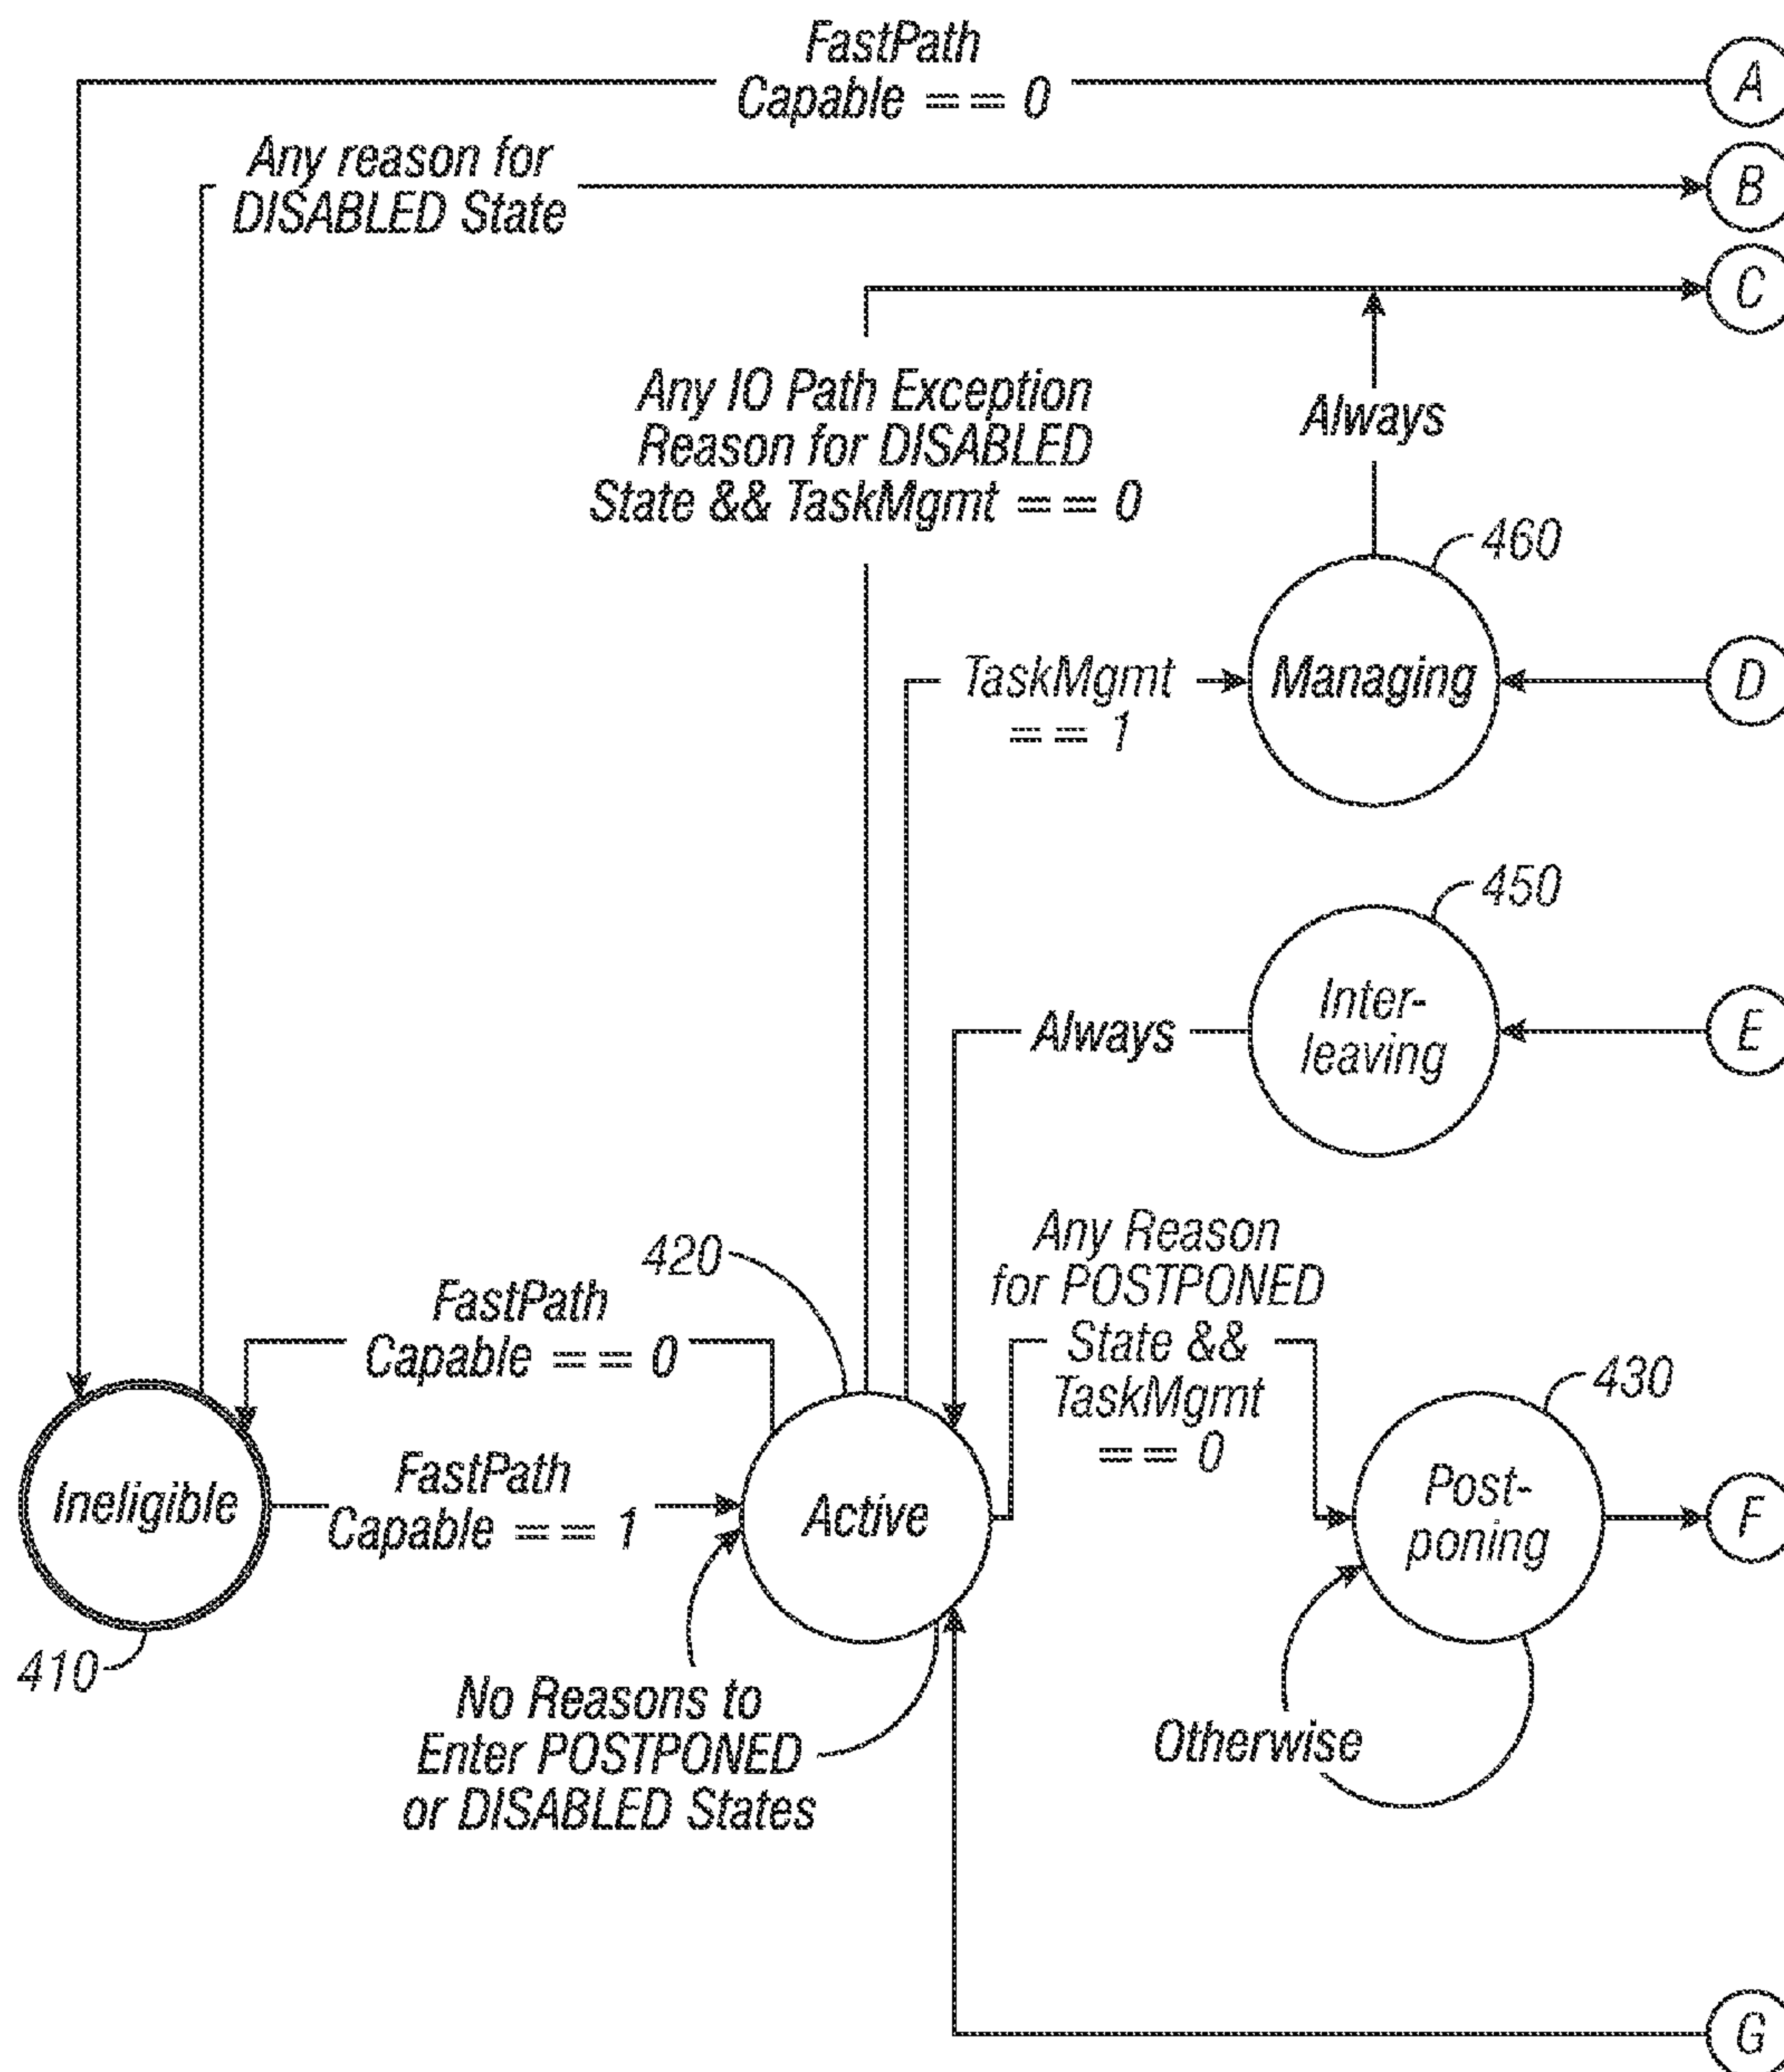 FastPath
Capable == 0
A
Any reason for
DISABLED State
B
C
Any IO Path Exception
Reason for DISABLED
State && TaskMgmt == 0
Always
460
TaskMgmt
== 1
Managing
D
450
Inter-
leaving
Always
E
420
Any Reason
for POSTPONED
State &&
TaskMgmt
== 0
FastPath
Capable == 0
430
Ineligible
FastPath
Capable == 1
Active
Post-
poning
F
410
No Reasons to
Enter POSTPONED
or DISABLED States
Otherwise
G